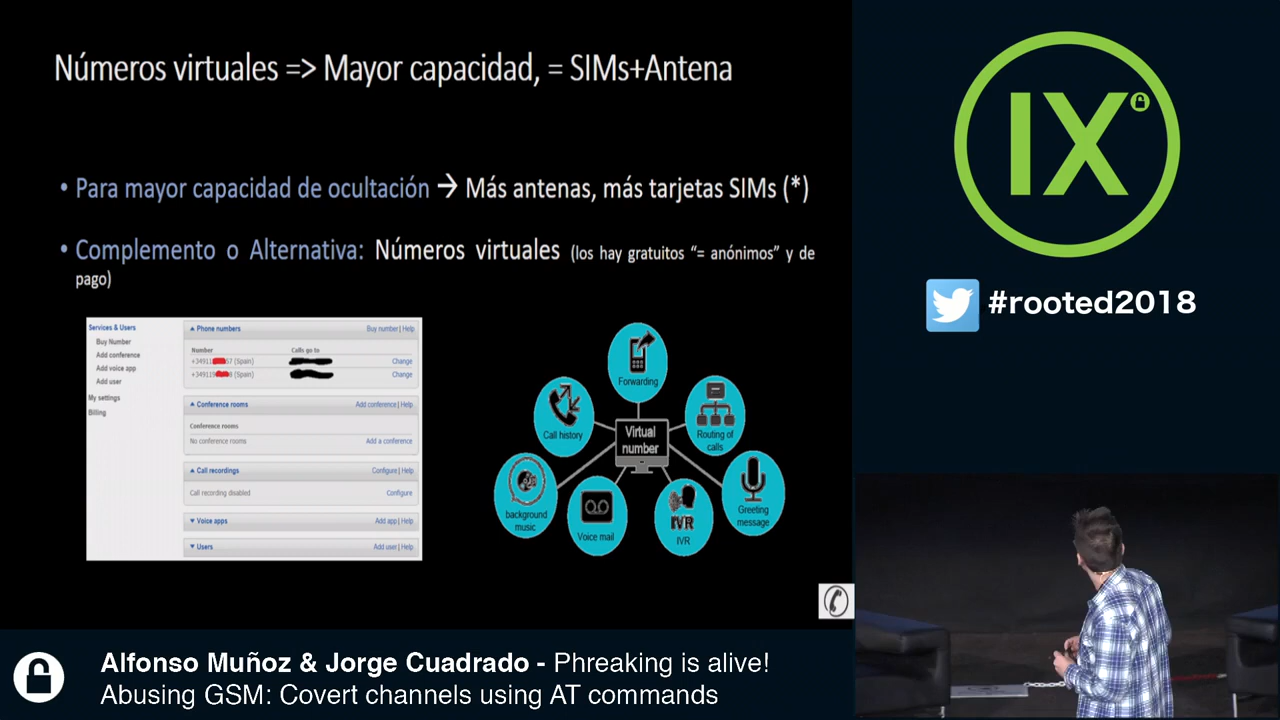 Números virtuales => Mayor capacidad, = SIMs+Antena
• Para mayor capacidad de ocultación → Más antenas, más tarjetas SIMs (*)
• Complemento o Alternativa: Números virtuales (los hay gratuitos “= anónimos” y de
pago)
Services & Users
Buy Number
Add conference
Add voice app
Add user
My settings
Billing
Phone numbers Buy number | Help
Number Calls go to
+34911 57 (Spain) Change
+34911 (Spain) Change
Conference rooms Add conference | Help
Conference rooms
No conference rooms Add a conference
Call recordings Configure | Help
Call recording disabled Configure
Voice apps Add app | Help
Users Add user | Help
Forwarding
Call history
Virtual
number
Routing of
calls
background
music
Voice mail
IVR
IVR
Greeting
message
IX
#rooted2018
Alfonso Muñoz & Jorge Cuadrado - Phreaking is alive!
Abusing GSM: Covert channels using AT commands